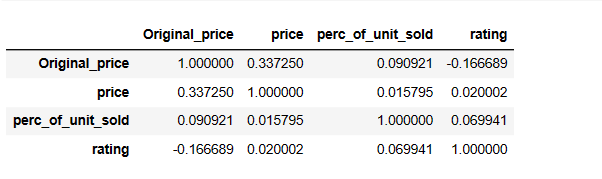 Original_price price perc_of_unit_sold rating
Original_price 1.000000 0.337250 0.090921 -0.166689
price 0.337250 1.000000 0.015795 0.020002
perc_of_unit_sold 0.090921 0.015795 1.000000 0.069941
rating -0.166689 0.020002 0.069941 1.000000